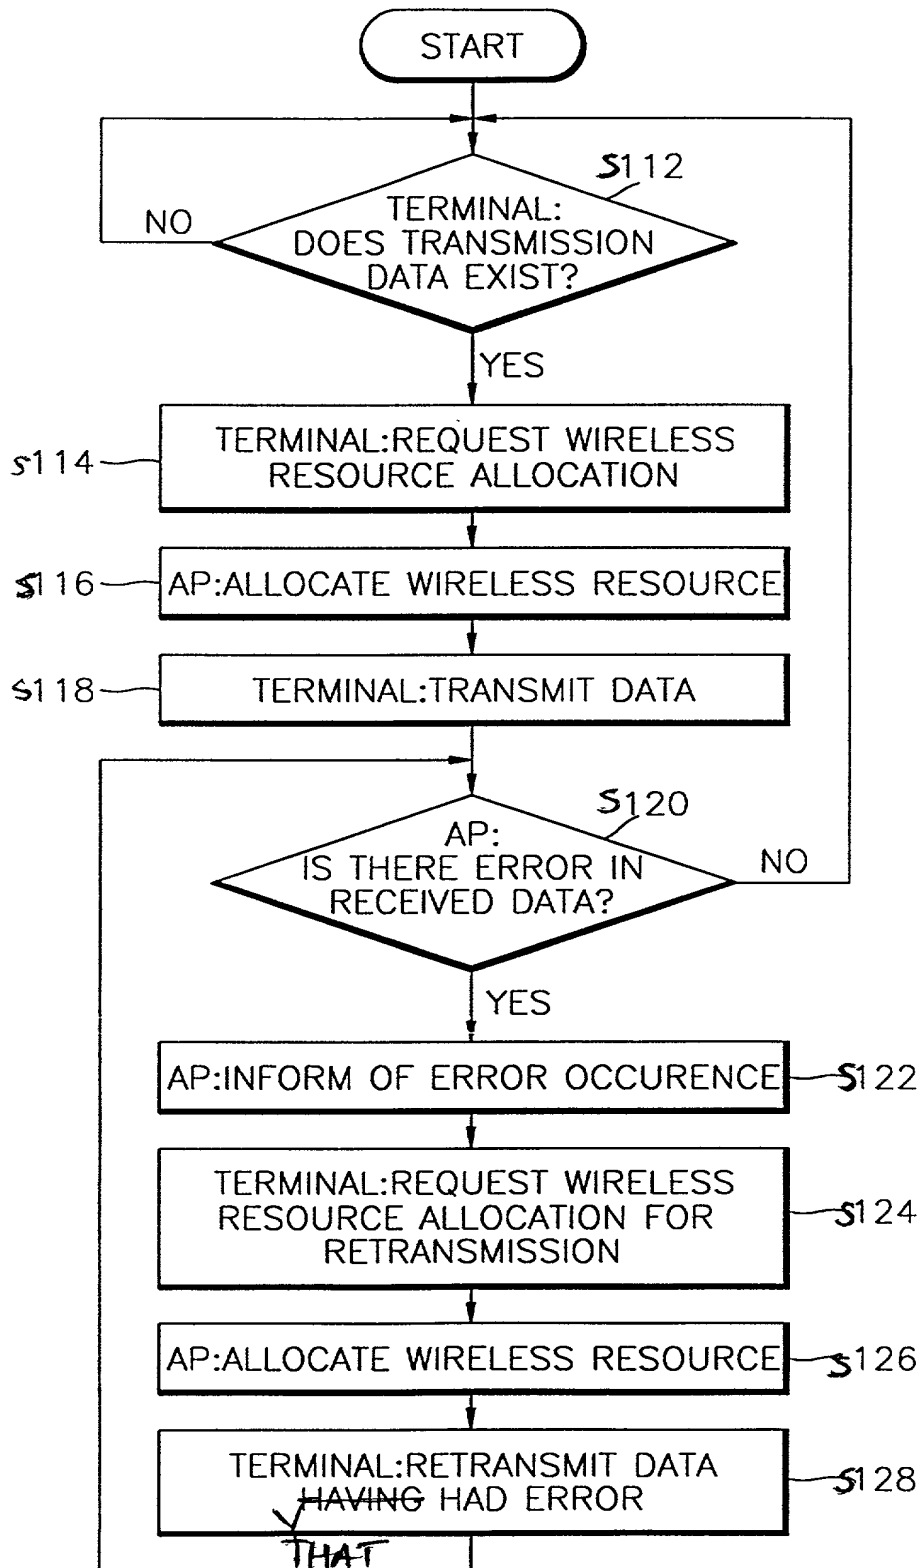 START
S112
TERMINAL:
DOES TRANSMISSION
DATA EXIST?
NO
YES
S114
TERMINAL:REQUEST WIRELESS
RESOURCE ALLOCATION
S116
AP:ALLOCATE WIRELESS RESOURCE
S118
TERMINAL:TRANSMIT DATA
S120
AP:
IS THERE ERROR IN
RECEIVED DATA?
NO
YES
AP:INFORM OF ERROR OCCURENCE
S122
TERMINAL:REQUEST WIRELESS
RESOURCE ALLOCATION FOR
RETRANSMISSION
S124
AP:ALLOCATE WIRELESS RESOURCE
S126
TERMINAL:RETRANSMIT DATA
HAVING HAD ERROR
S128
THAT